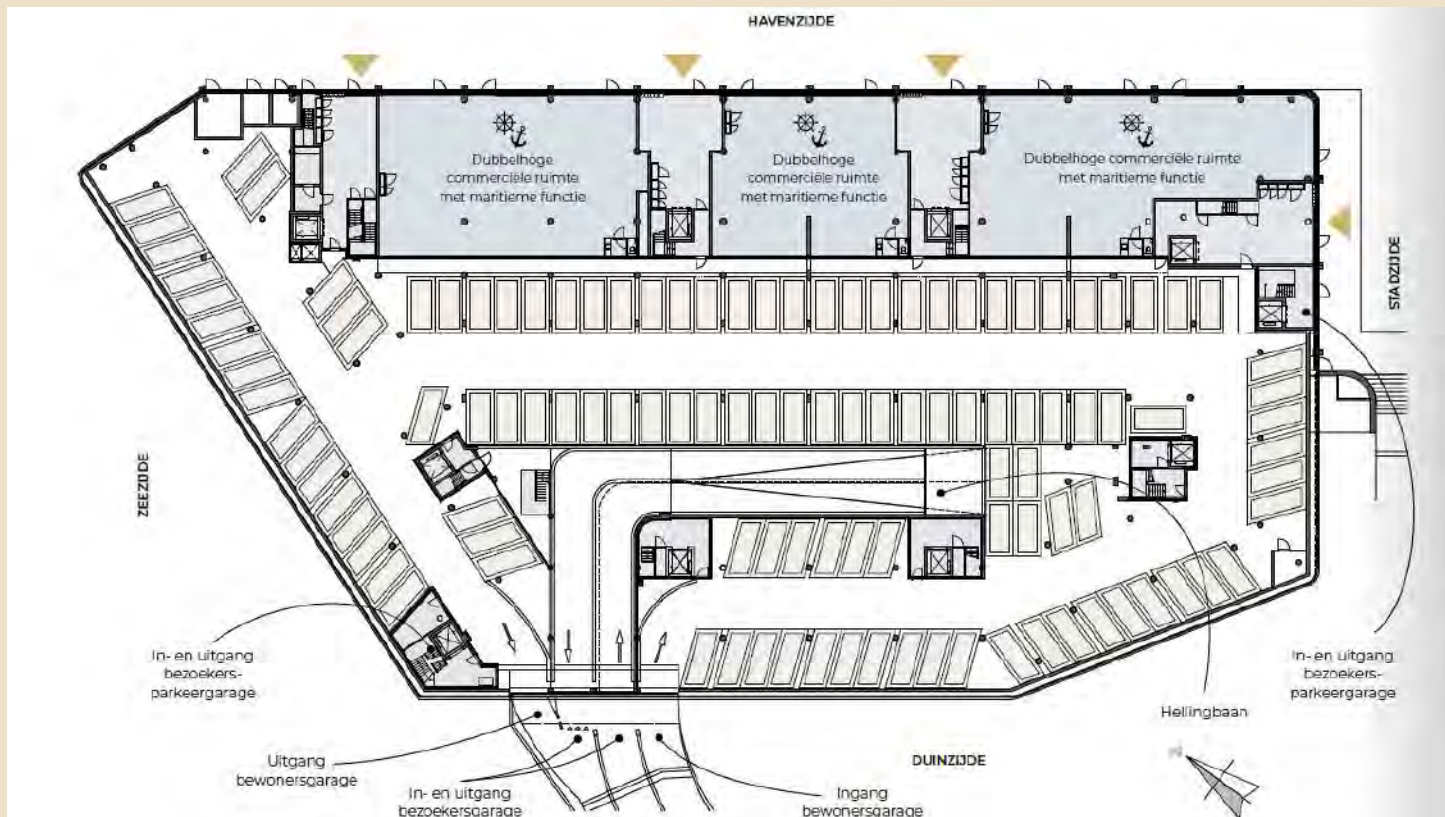 HAVENZIJDE
Dubbelhoge
commerciële ruimte
met maritieme functie
Dubbelhoge
commerciële ruimte
met maritieme functie
Dubbelhoge commerciële ruimte
met maritieme functie
STADZIJDE
ZEEZIJDE
In- en uitgang
bezoekers-
parkeergarage
In- en uitgang
bezoekers-
parkeergarage
Hellingbaan
Uitgang
bewonersgarage
In- en uitgang
bezoekersgarage
Ingang
bewonersgarage
DUINZIJDE